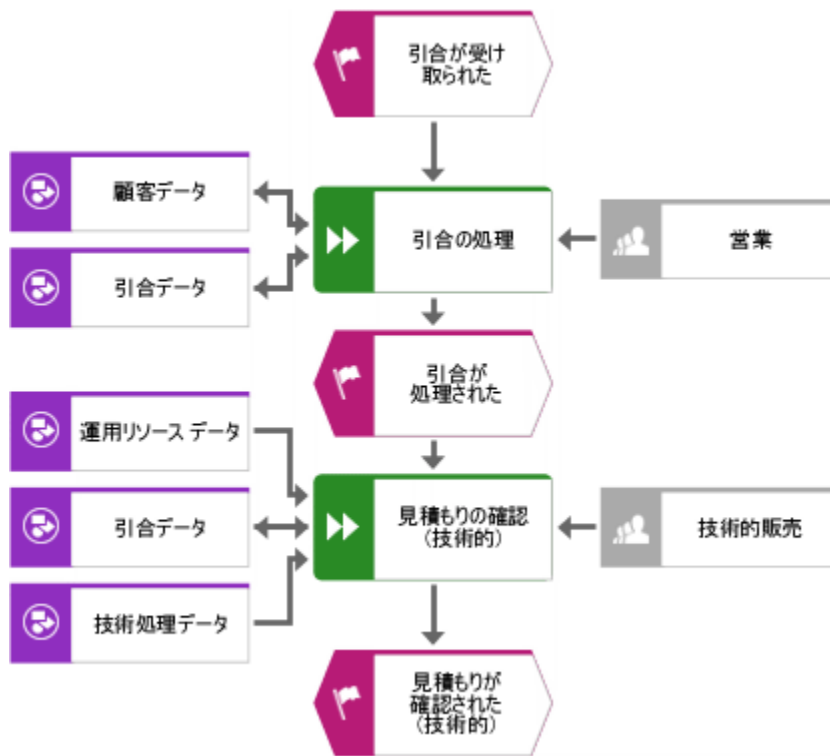 引合が受け
取られた
顧客データ
引合の処理
営業
引合データ
引合が
処理された
運用リソース データ
引合データ
見積もりの確認
(技術的)
技術的販売
技術処理データ
見積もりが
確認された
(技術的)